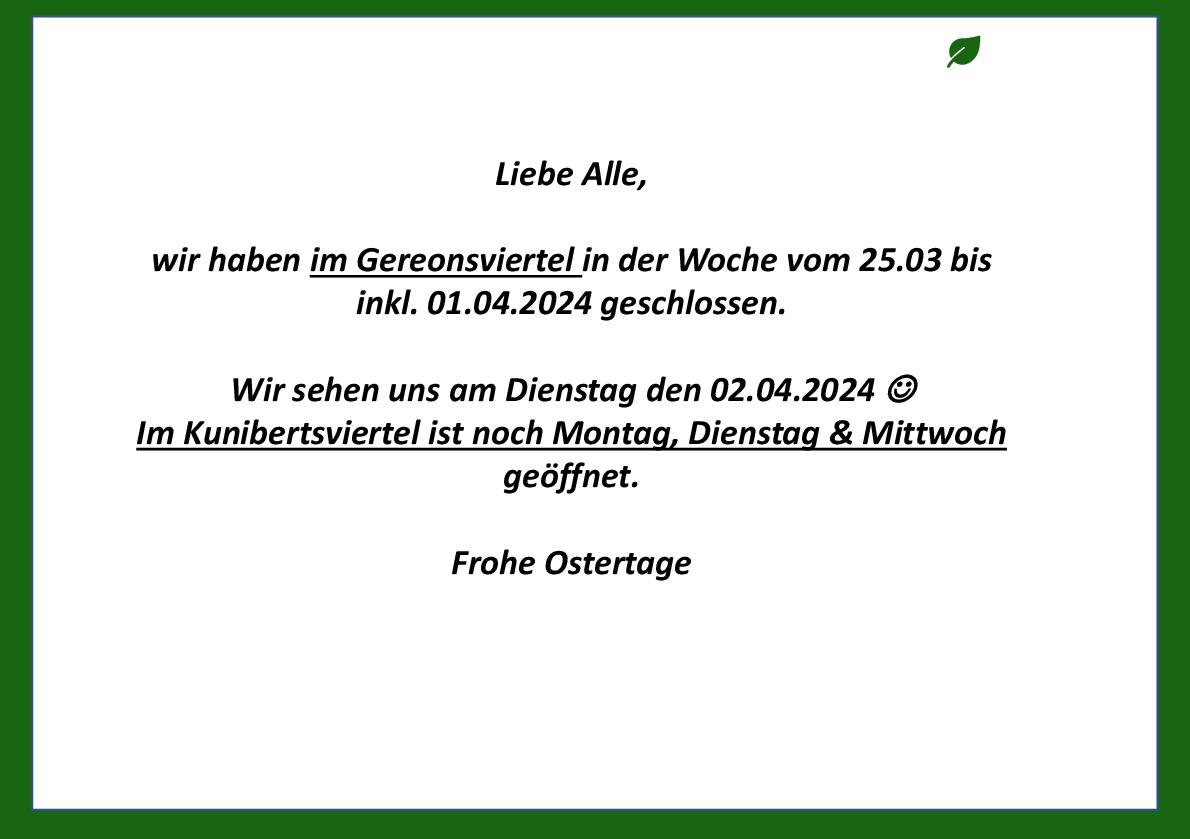 Liebe Alle,
wir haben im Gereonsviertel in der Woche vom 25.03 bis
inkl. 01.04.2024 geschlossen.
Wir sehen uns am Dienstag den 02.04.2024 ☺
Im Kunibertsviertel ist noch Montag, Dienstag & Mittwoch
geöffnet.
Frohe Ostertage